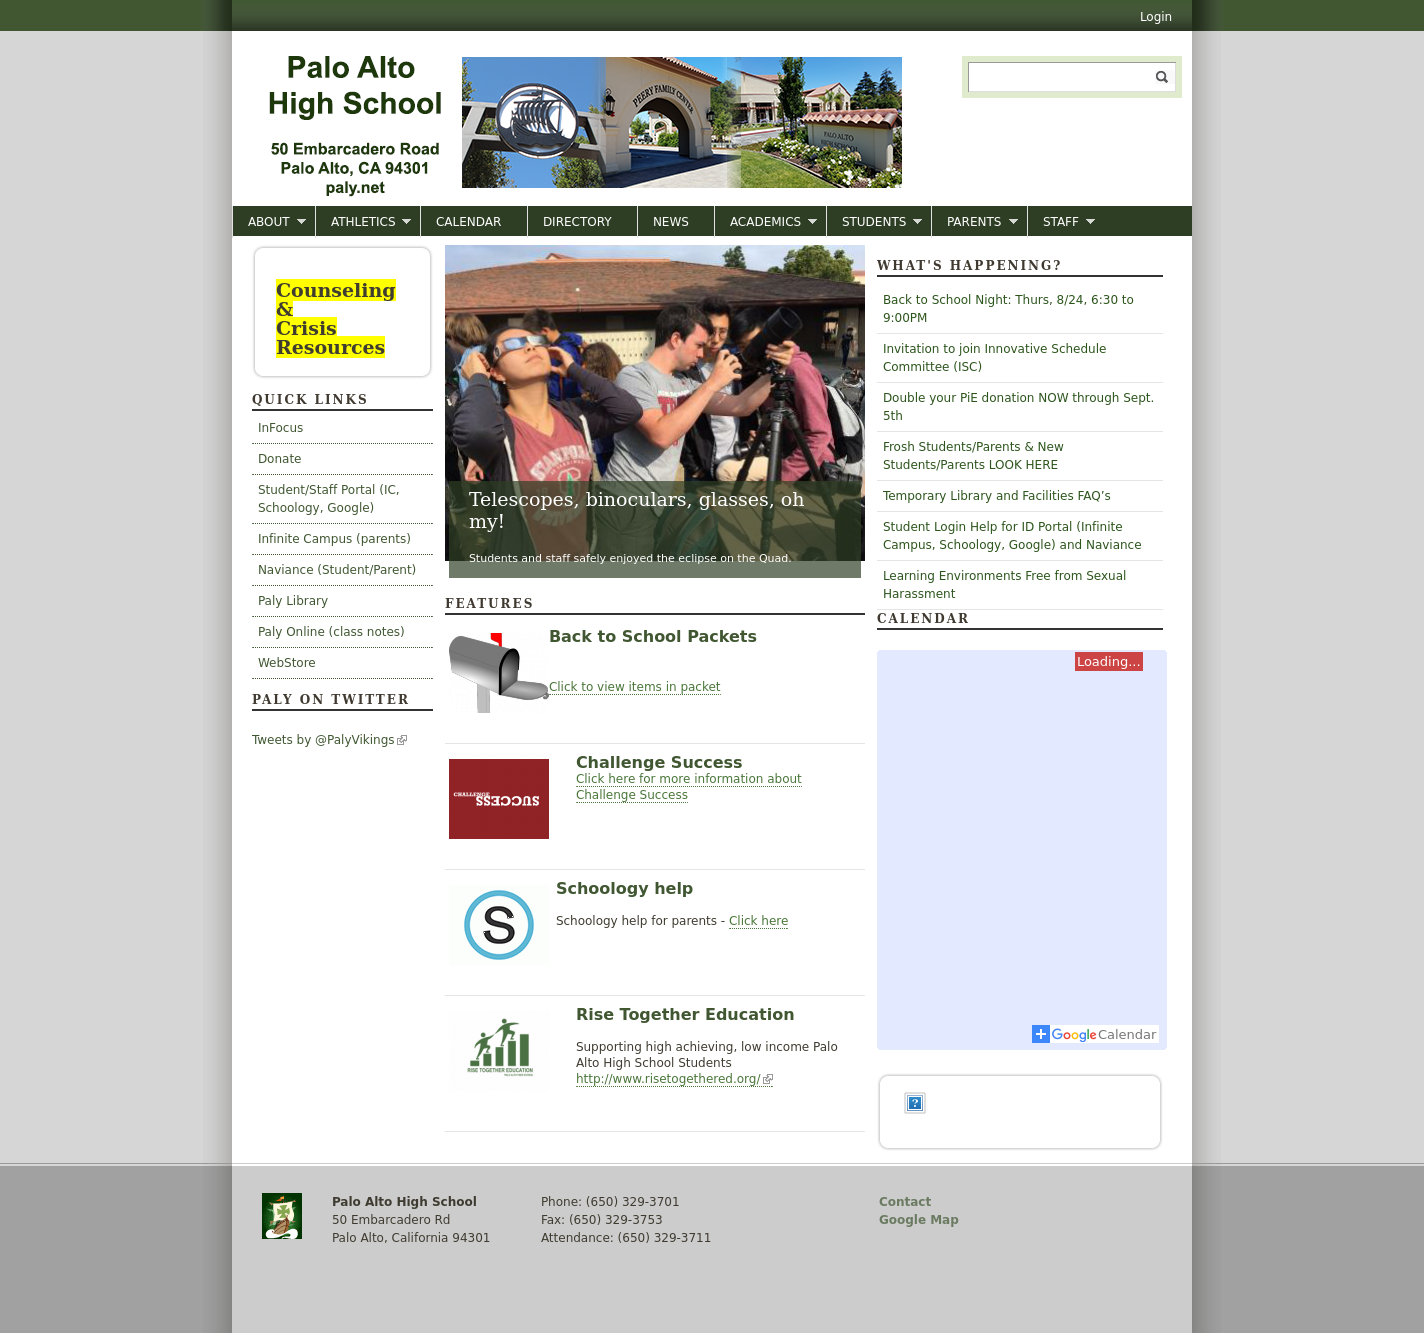 Login
Palo Alto
High School
50 Embarcadero Road
Palo Alto, CA 94301
paly.net
PEERY FAMILY CENTER
PALO ALTO
HIGH SCHOOL
ABOUT
ATHLETICS
CALENDAR
DIRECTORY
NEWS
ACADEMICS
STUDENTS
PARENTS
STAFF
Counseling
&
Crisis
Resources
QUICK LINKS
InFocus
Donate
Student/Staff Portal (IC,
Schoology, Google)
Infinite Campus (parents)
Naviance (Student/Parent)
Paly Library
Paly Online (class notes)
WebStore
PALY ON TWITTER
Tweets by @PalyVikings
STANFORD
Telescopes, binoculars, glasses, oh
my!
Students and staff safely enjoyed the eclipse on the Quad.
FEATURES
Back to School Packets
Click to view items in packet
CHALLENGE
SUCCESS
Challenge Success
Click here for more information about
Challenge Success
S
Schoology help
Schoology help for parents - Click here
RISE TOGETHER EDUCATION
Rise Together Education
Supporting high achieving, low income Palo
Alto High School Students
http://www.risetogethered.org/
WHAT'S HAPPENING?
Back to School Night: Thurs, 8/24, 6:30 to
9:00PM
Invitation to join Innovative Schedule
Committee (ISC)
Double your PiE donation NOW through Sept.
5th
Frosh Students/Parents & New
Students/Parents LOOK HERE
Temporary Library and Facilities FAQ’s
Student Login Help for ID Portal (Infinite
Campus, Schoology, Google) and Naviance
Learning Environments Free from Sexual
Harassment
CALENDAR
Loading...
Google Calendar
?
Palo Alto High School
50 Embarcadero Rd
Palo Alto, California 94301
Phone: (650) 329-3701
Fax: (650) 329-3753
Attendance: (650) 329-3711
Contact
Google Map